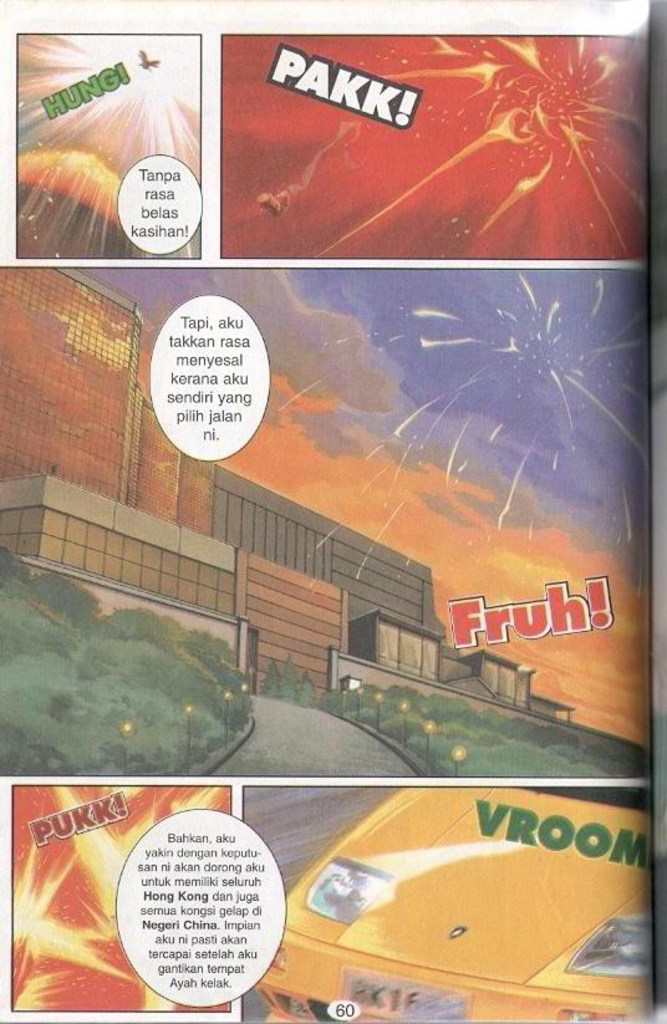 HUNG!
Tanpa
rasa
belas
kasihan!
PAKK!
Tapi, aku
takkan rasa
menyesal
kerana aku
sendiri yang
pilih jalan
ni.
Fruh!
PUKK!
Bahkan, aku
yakin dengan keputu-
san ni akan dorong aku
untuk memiliki seluruh
Hong Kong dan juga
semua kongsi gelap di
Negeri China. Impian
aku ni pasti akan
tercapai setelah aku
gantikan tempat
Ayah kelak.
VROOM
60